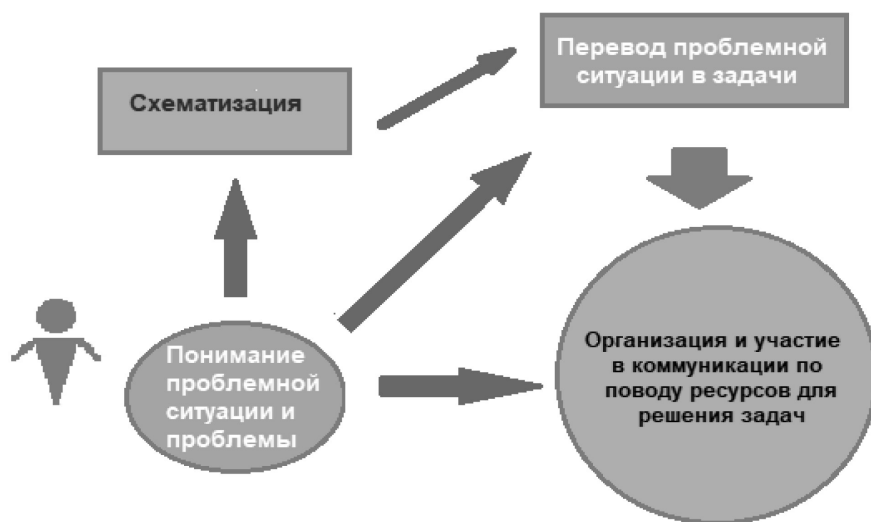 Схематизация
Перевод проблемной
ситуации в задачи
Понимание
проблемной
ситуации и
проблемы
Организация и участие
в коммуникации по
поводу ресурсов для
решения задач